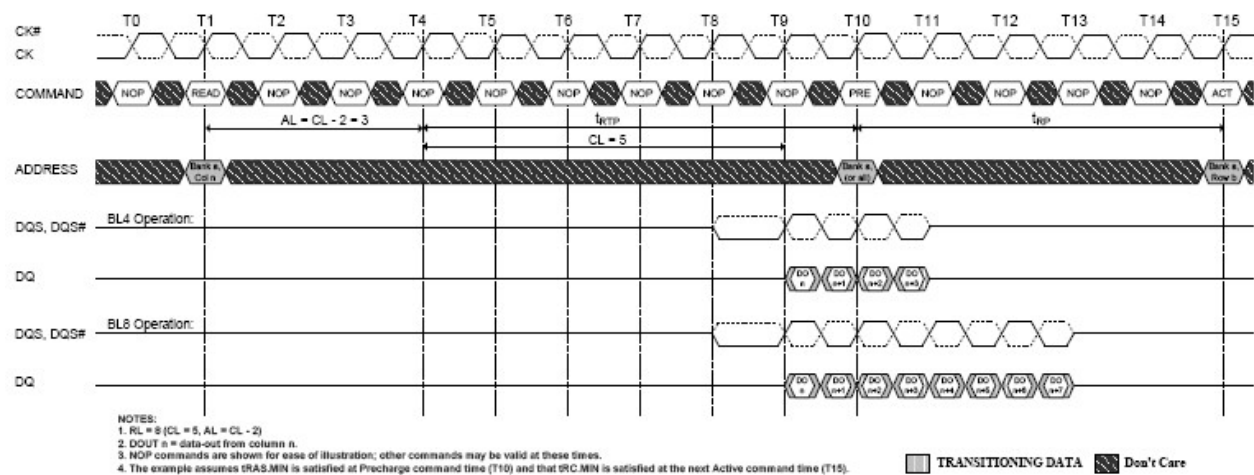 T0 T1 T2 T3 T4 T5 T6 T7 T8 T9 T10 T11 T12 T13 T14 T15
CK#
CK
COMMAND NOP READ NOP NOP NOP NOP NOP NOP NOP NOP PRE NOP NOP NOP NOP ACT
AL = CL - 2 = 3 tRTP tRP
CL = 5
ADDRESS Bank a, Col n Bank a, (or all) Bank a, Row b
BL4 Operation:
DQS, DQS#
DQ DO n DO n+1 DO n+2 DO n+3
BL8 Operation:
DQS, DQS#
DQ DO n DO n+1 DO n+2 DO n+3 DO n+4 DO n+5 DO n+6 DO n+7
NOTES:
1. RL = 8 (CL = 5, AL = CL - 2)
2. DOUT n = data-out from column n.
3. NOP commands are shown for ease of illustration; other commands may be valid at these times.
4. The example assumes tRAS.MIN is satisfied at Precharge command time (T10) and that tRC.MIN is satisfied at the next Active command time (T15).
TRANSITIONING DATA Don't Care